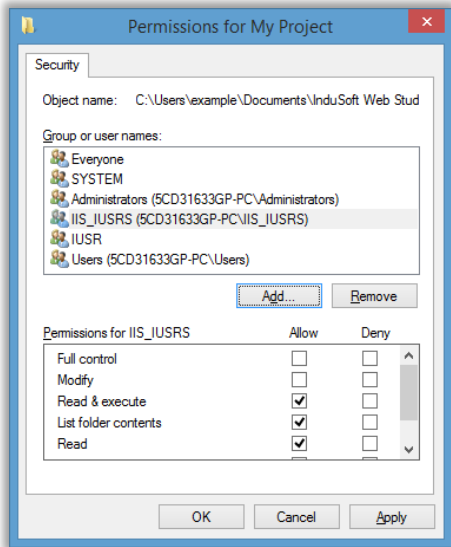 Permissions for My Project
Security
Object name: C:\Users\example\Documents\InduSoft Web Stud
Group or user names:
Everyone
SYSTEM
Administrators (5CD31633GP-PC\Administrators)
IIS_IUSRS (5CD31633GP-PC\IIS_IUSRS)
IUSR
Users (5CD31633GP-PC\Users)
Add... Remove
Permissions for IIS_IUSRS Allow Deny
Full control
Modify
Read & execute
List folder contents
Read
OK Cancel Apply